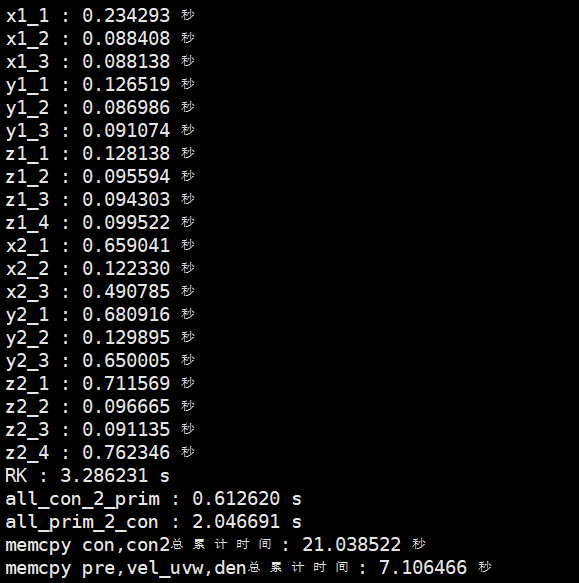 x1_1 : 0.234293 秒
x1_2 : 0.088408 秒
x1_3 : 0.088138 秒
y1_1 : 0.126519 秒
y1_2 : 0.086986 秒
y1_3 : 0.091074 秒
z1_1 : 0.128138 秒
z1_2 : 0.095594 秒
z1_3 : 0.094303 秒
z1_4 : 0.099522 秒
x2_1 : 0.659041 秒
x2_2 : 0.122330 秒
x2_3 : 0.490785 秒
y2_1 : 0.680916 秒
y2_2 : 0.129895 秒
y2_3 : 0.650005 秒
z2_1 : 0.711569 秒
z2_2 : 0.096665 秒
z2_3 : 0.091135 秒
z2_4 : 0.762346 秒
RK : 3.286231 s
all_con_2_prim : 0.612620 s
all_prim_2_con : 2.046691 s
memcpy con,con2总累计时间: 21.038522 秒
memcpy pre,vel_uvw,den总累计时间: 7.106466 秒